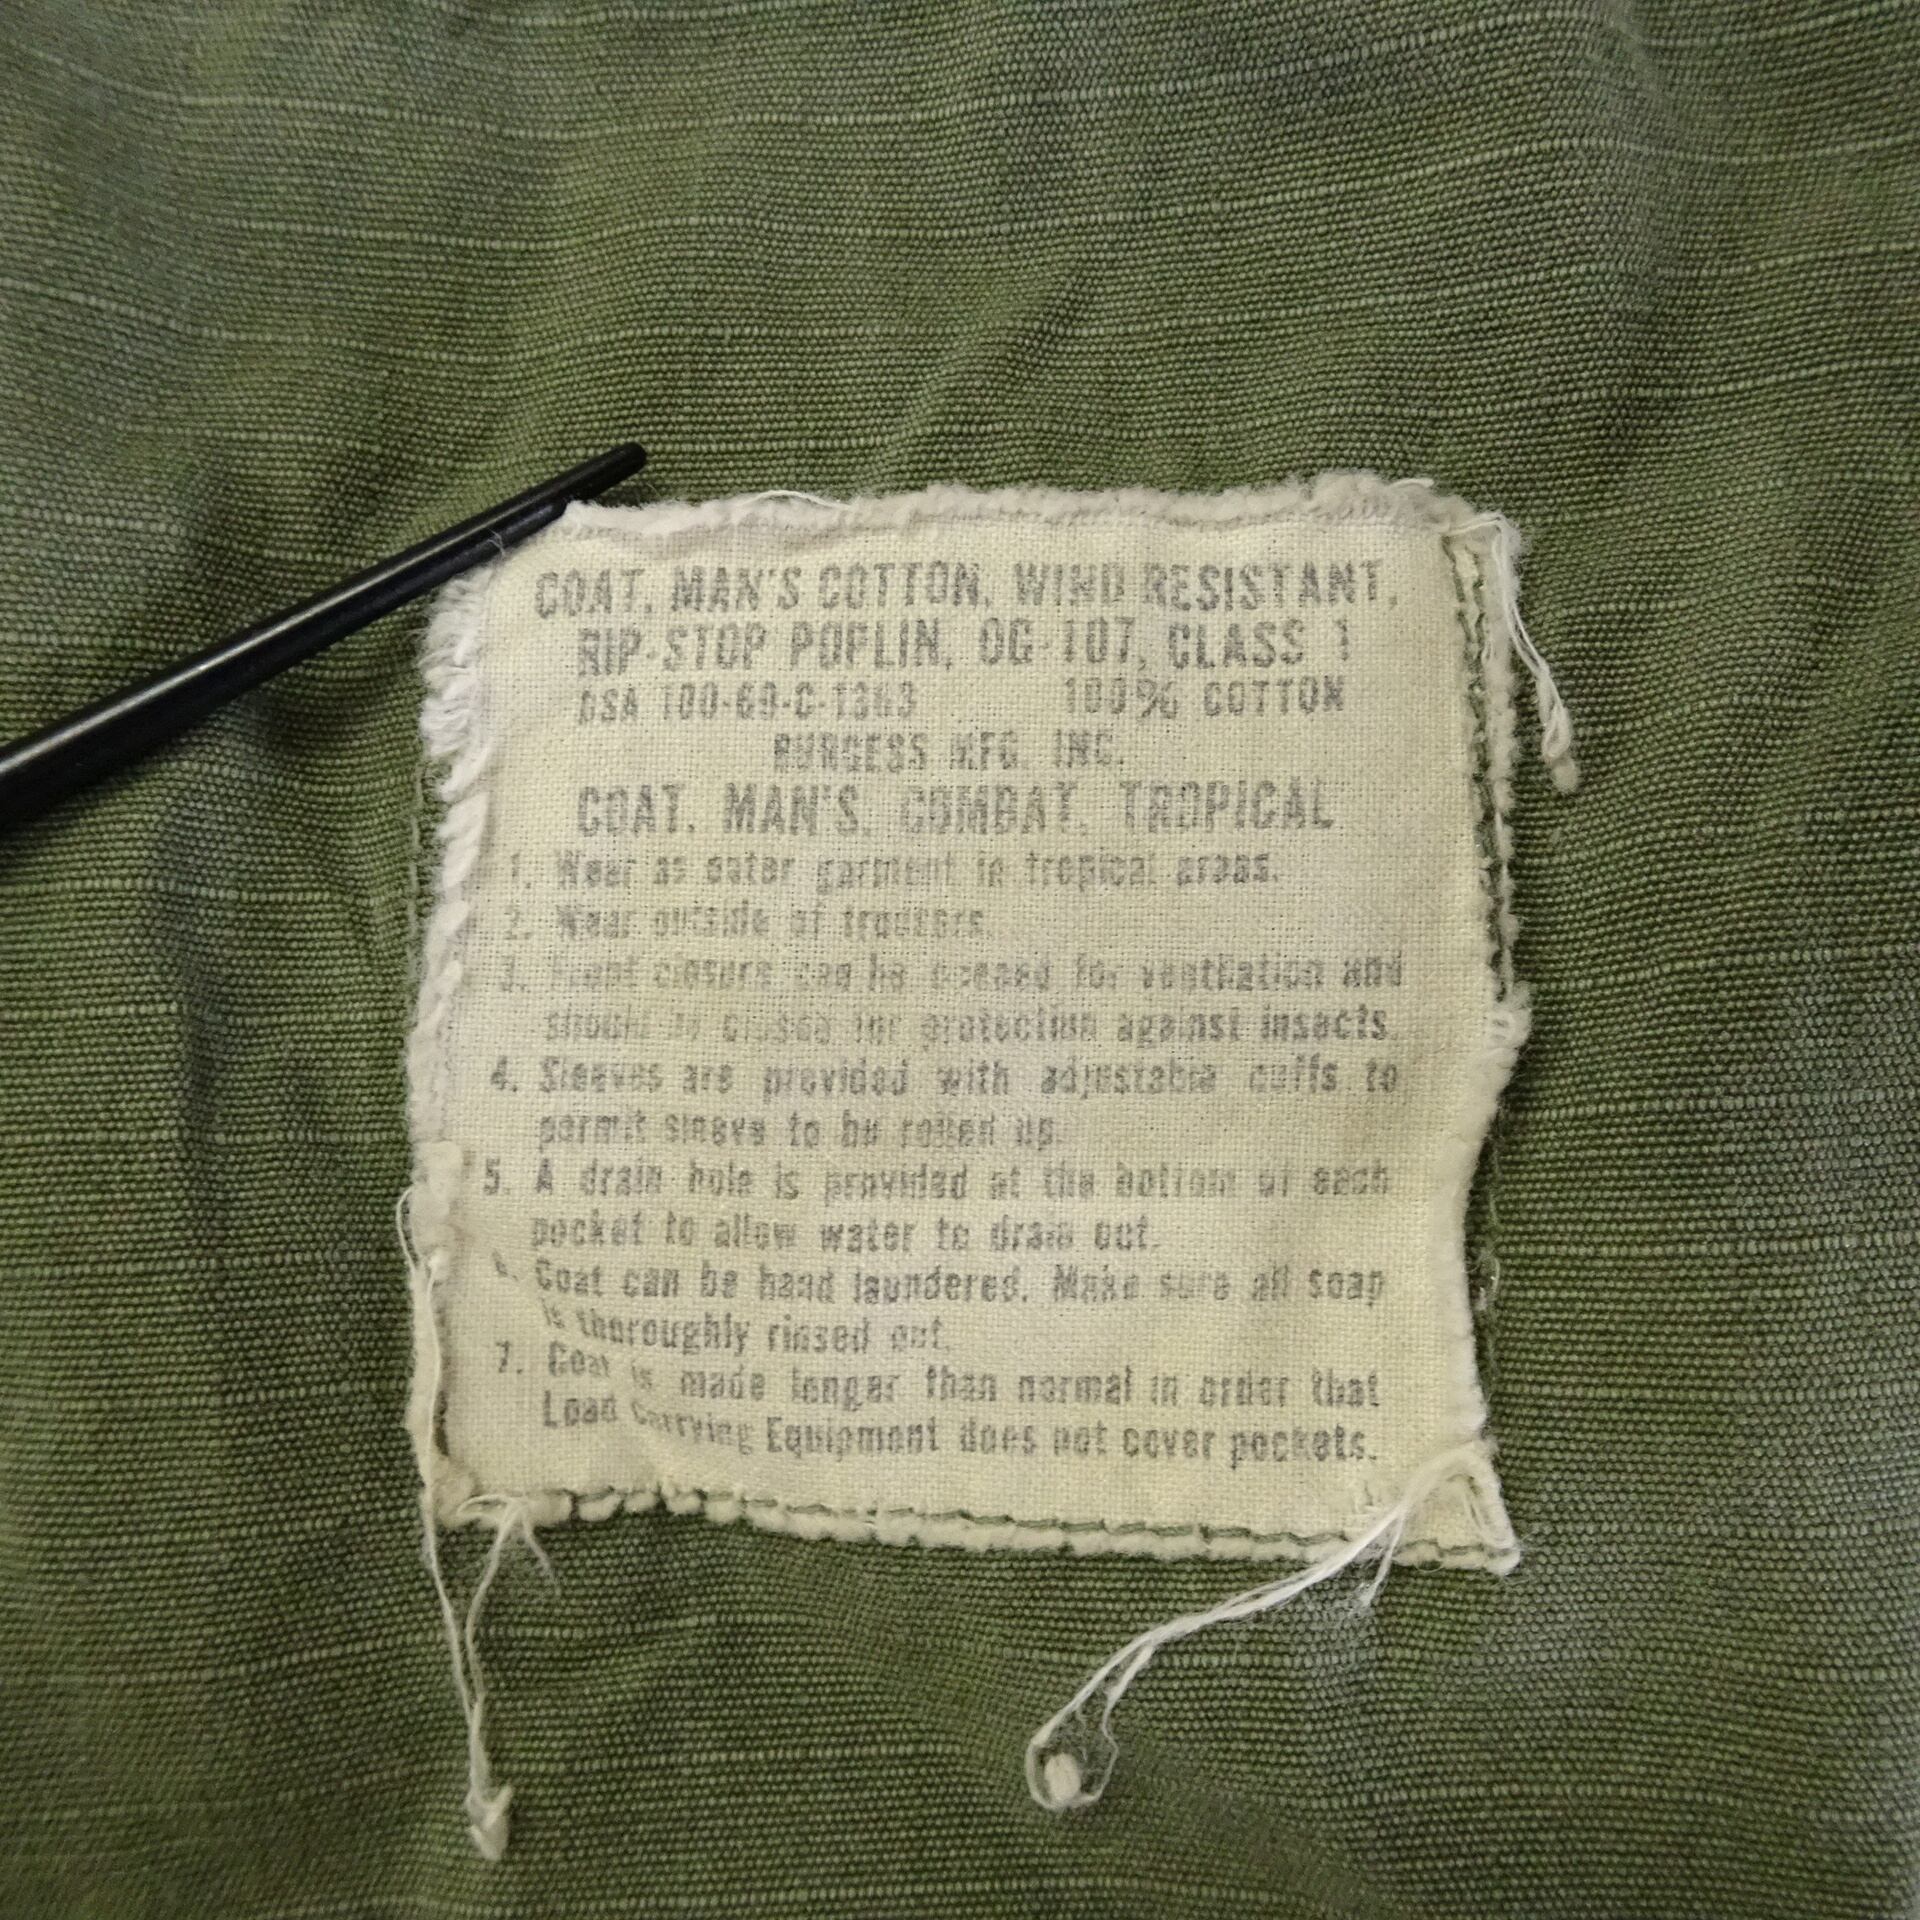 COAT, MAN'S COTTON, WIND RESISTANT,
RIP-STOP POPLIN, OG-107, CLASS 1
DSA 100-69-C-1363 100% COTTON
BURGESS MFG. INC.
COAT, MAN'S, COMBAT, TROPICAL
1. Wear as outer garment in tropical areas.
2. Wear outside of trousers.
3. Front closure can be opened for ventilation and
should be closed for protection against insects.
4. Sleeves are provided with adjustable cuffs to
permit sleeve to be rolled up.
5. A drain hole is provided at the bottom of each
pocket to allow water to drain out.
Coat can be hand laundered. Make sure all soap
is thoroughly rinsed out.
7. Coat is made longer than normal in order that
Load Carrying Equipment does not cover pockets.